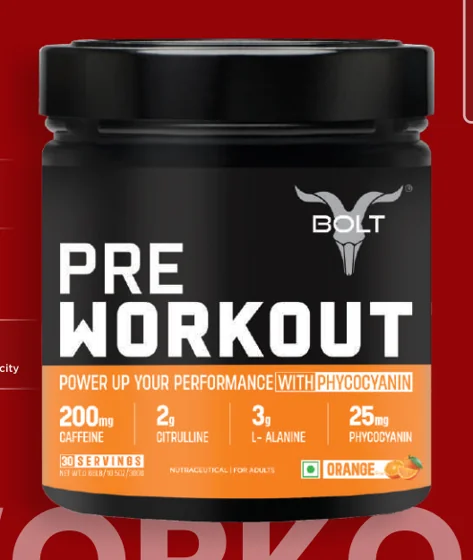 BOLT
PRE
WORKOUT
POWER UP YOUR PERFORMANCE WITH PHYCOCYANIN
200mg 2g 3g 25mg
CAFFEINE CITRULLINE L- ALANINE PHYCOCYANIN
30 SERVINGS
NUTRACEUTICAL | FOR ADULTS
ORANGE
city
WORKO